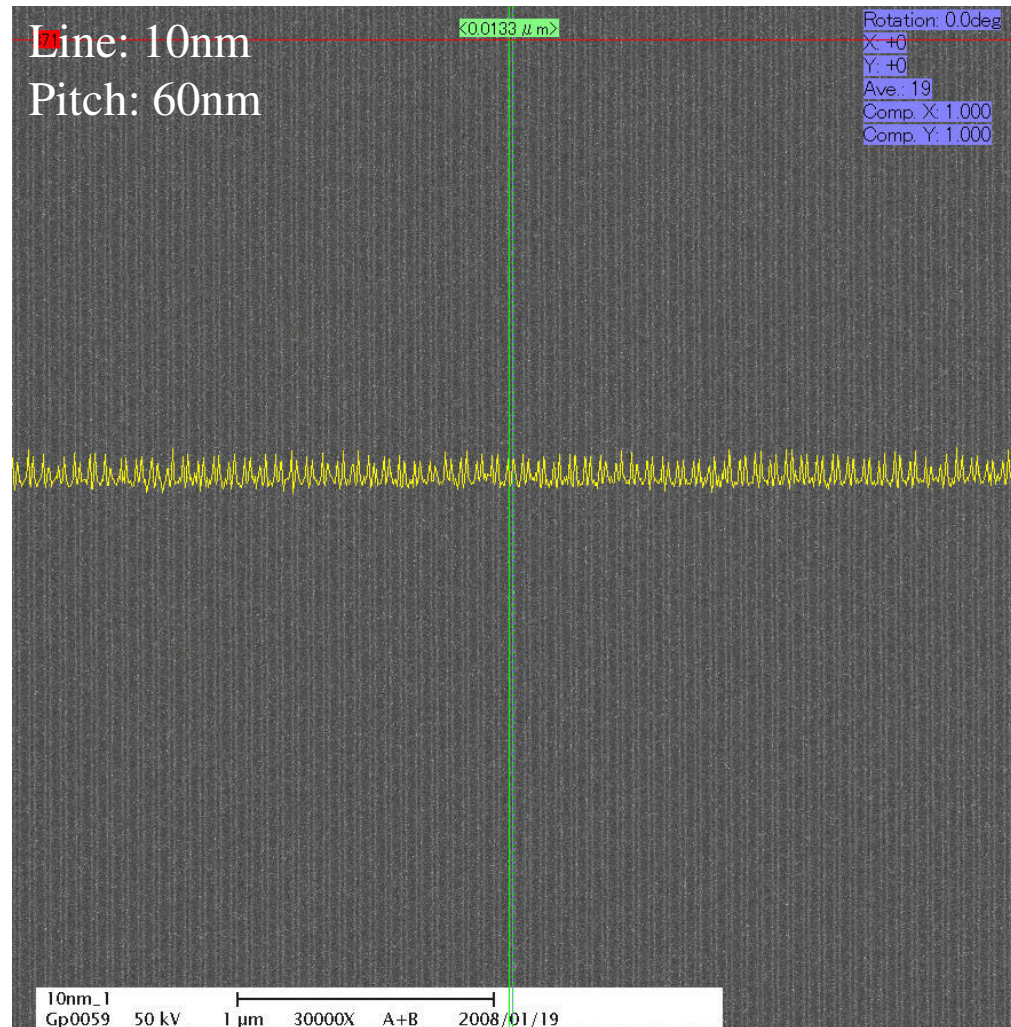 Line: 10nm
Pitch: 60nm
71
<0.0133 μm>
Rotation: 0.0deg
X: +0
Y: +0
Ave.: 19
Comp. X: 1.000
Comp. Y: 1.000
10nm_1
Gp0059 50 kV 1 μm 30000X A+B 2008/01/19